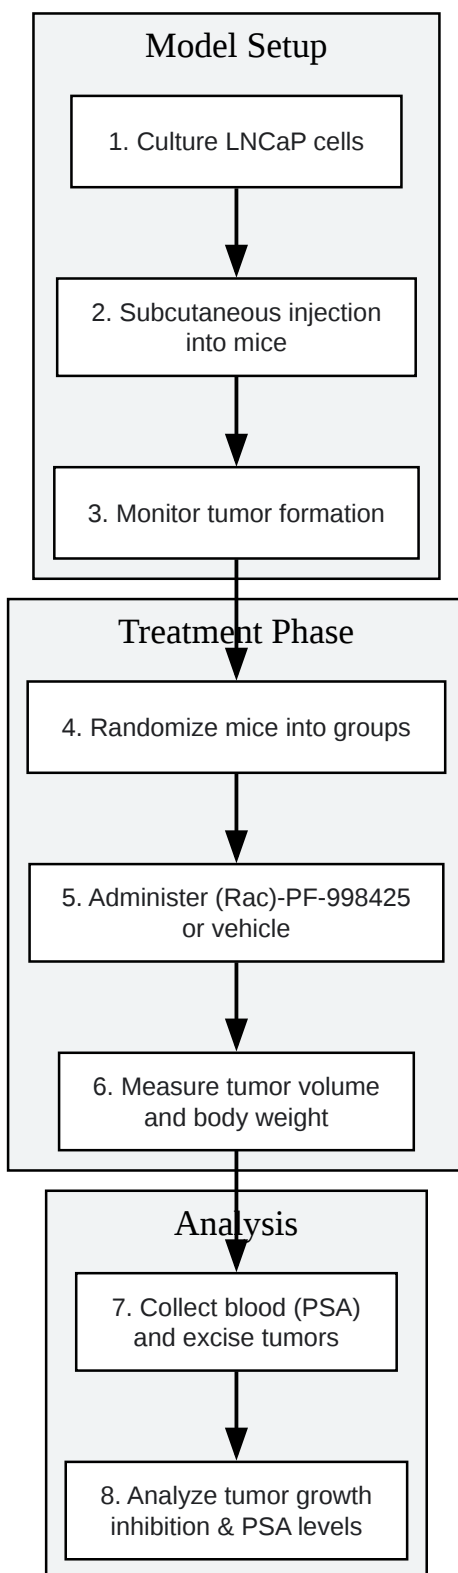 Model Setup
1. Culture LNCaP cells
2. Subcutaneous injection
into mice
3. Monitor tumor formation
Treatment Phase
4. Randomize mice into groups
5. Administer (Rac)-PF-998425
or vehicle
6. Measure tumor volume
and body weight
Analysis
7. Collect blood (PSA)
and excise tumors
8. Analyze tumor growth
inhibition & PSA levels